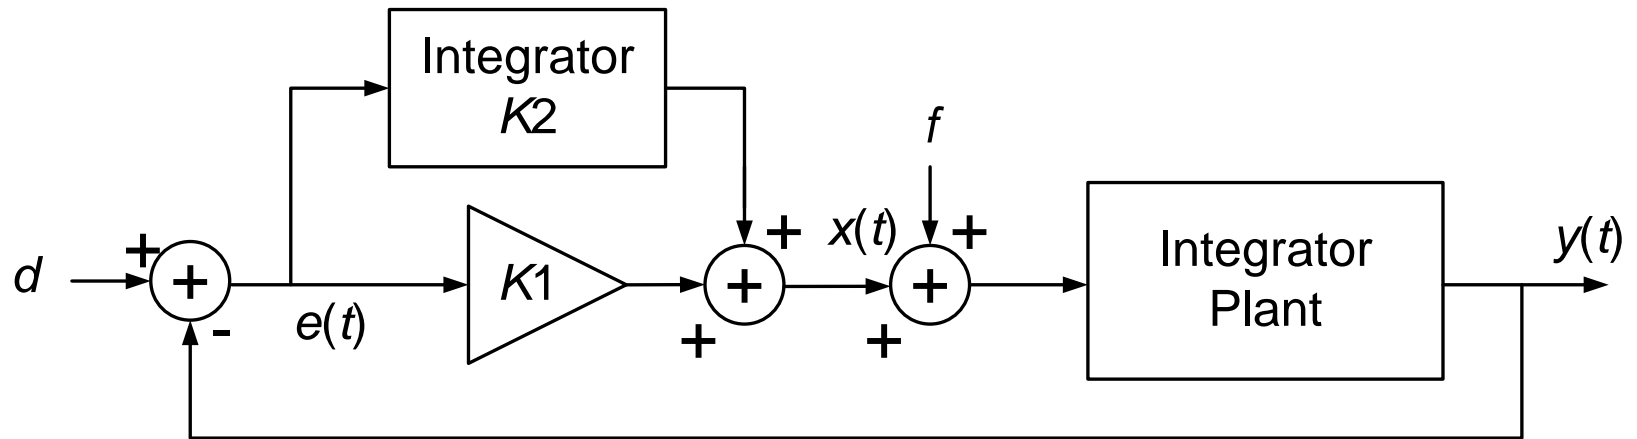 Integrator
K2
f
+
+
x(t)
+
+
d
+
K1
+
+
Integrator
Plant
y(t)
-
e(t)
+
+